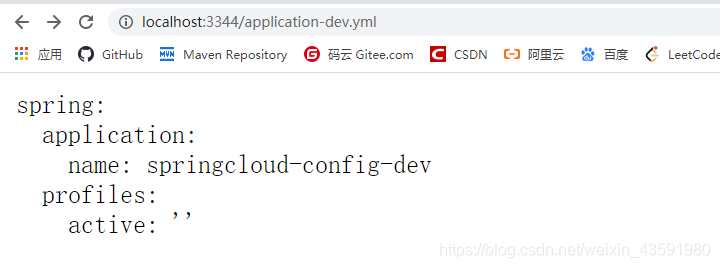 localhost:3344/application-dev.yml
应用 GitHub MVN Maven Repository G 码云 Gitee.com C CSDN 阿里云 百度 LeetCode
spring:
  application:
    name: springcloud-config-dev
  profiles:
    active: ''
https://blog.csdn.net/weixin_43591980